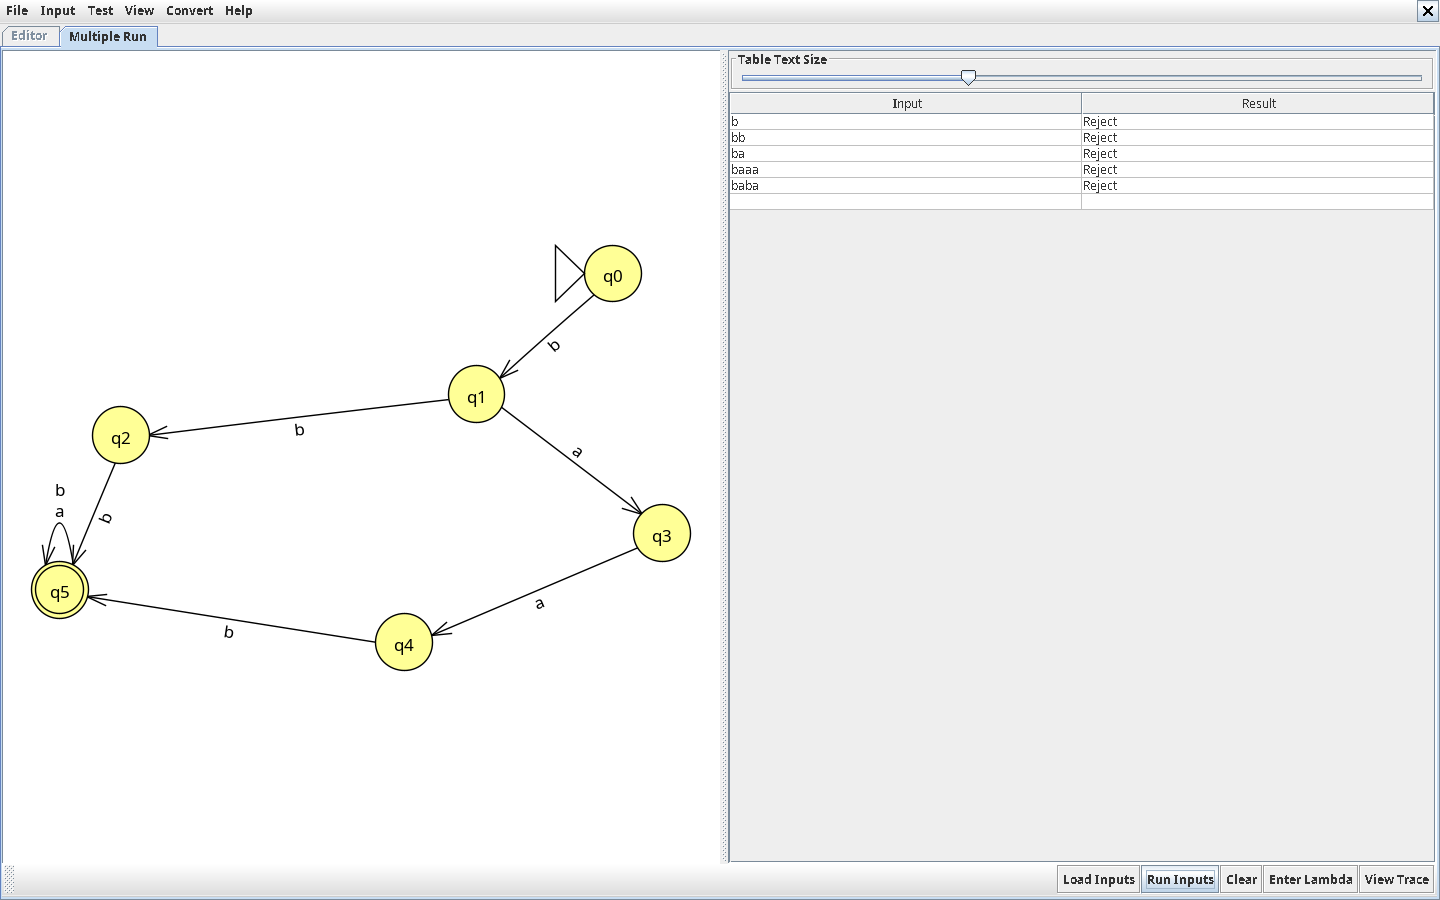 File Input Test View Convert Help
Editor Multiple Run
Table Text Size
Input Result
b Reject
bb Reject
ba Reject
baaa Reject
baba Reject
q0
b
q1
b
q2
a
b
a
b
q3
q5
a
b
q4
Load Inputs Run Inputs Clear Enter Lambda View Trace